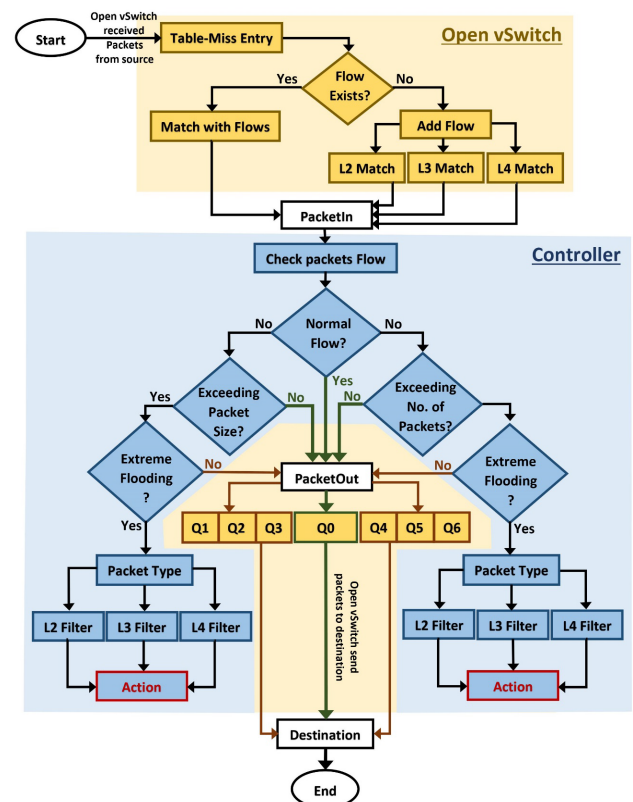 Start
Open vSwitch
received
Packets
from source
Table-Miss Entry
Open vSwitch
Flow
Exists?
Yes
No
Match with Flows
Add Flow
L2 Match
L3 Match
L4 Match
PacketIn
Controller
Check packets Flow
Normal
Flow?
No
No
Yes
Exceeding
Packet
Size?
Yes
No
Exceeding
No. of
Packets?
No
Extreme
Flooding
?
No
Yes
PacketOut
Extreme
Flooding
?
No
Yes
Q1
Q2
Q3
Q0
Q4
Q5
Q6
Packet Type
L2 Filter
L3 Filter
L4 Filter
Action
Open vSwitch send
packets to destination
Packet Type
L2 Filter
L3 Filter
L4 Filter
Action
Destination
End